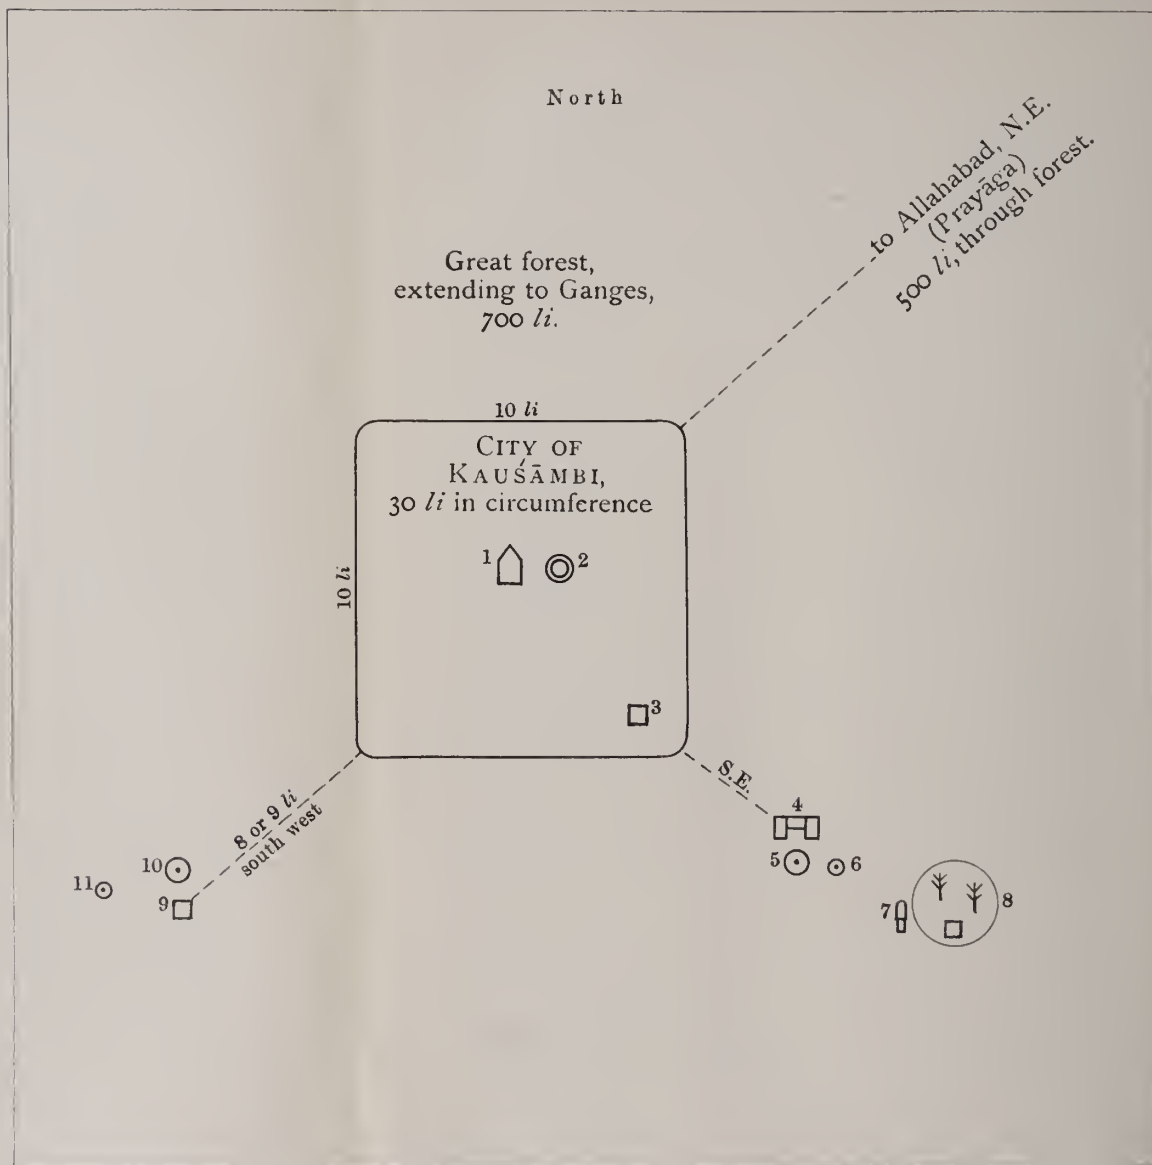 North
to Allahabad, N.E.
(Prayāga)
500 li, through forest.
Great forest,
extending to Ganges,
700 li.
10 li
CITY OF
KAUŚĀMBI,
30 li in circumference
1
2
10 li
3
S.E.
8 or 9 li
south west
4
5
6
7
8
9
10
11